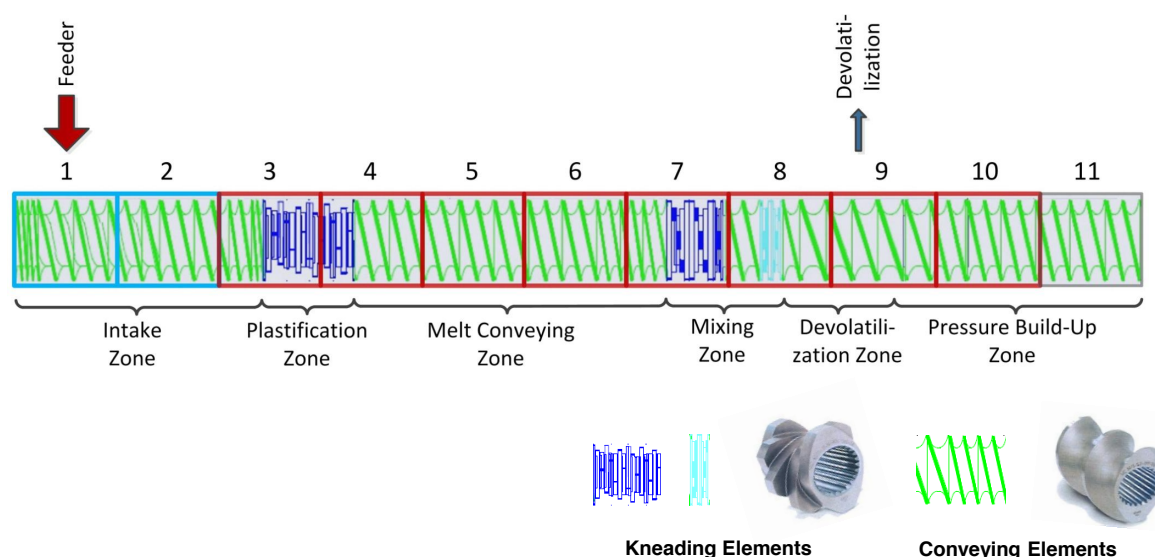 Feeder
Devolati-
lization
1 2 3 4 5 6 7 8 9 10 11
Intake
Zone
Plastification
Zone
Melt Conveying
Zone
Mixing
Zone
Devolatili-
zation Zone
Pressure Build-Up
Zone
Kneading Elements
Conveying Elements